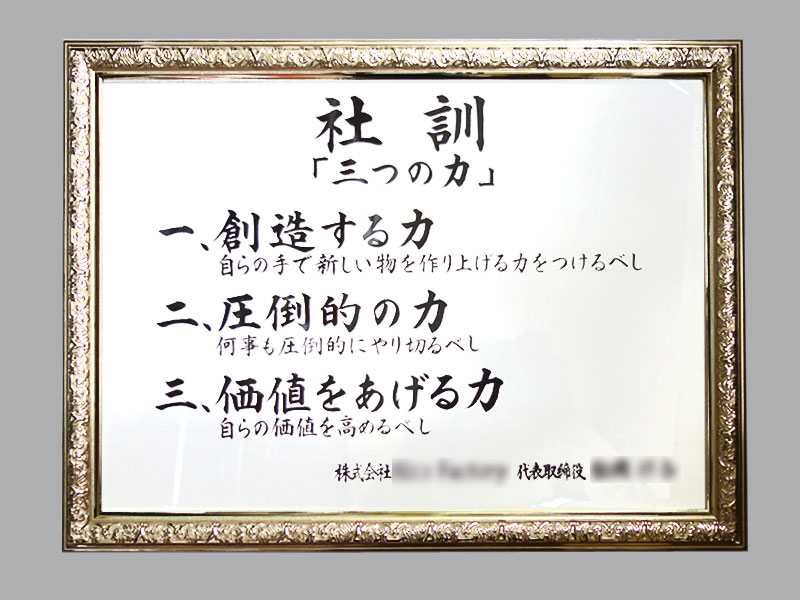 社訓
「三つの力」
一、創造する力
自らの手で新しい物を作り上げる力をつけるべし
二、圧倒的の力
何事も圧倒的にやり切るべし
三、価値をあげる力
自らの価値を高めるべし
株式会社 代表取締役